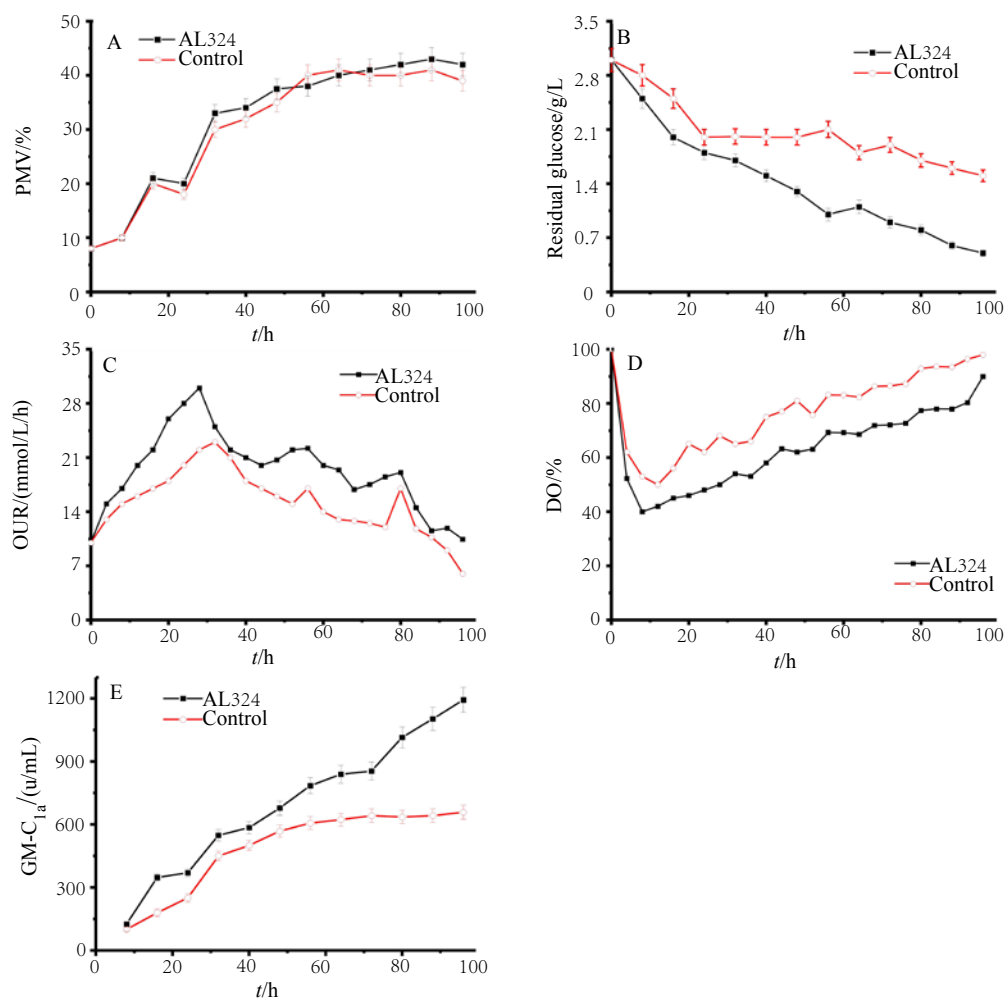 A
AL324
Control
PMV/%
50
40
30
20
10
0
0 20 40 60 80 100
t/h
B
AL324
Control
Residual glucose/g/L
3.5
2.8
2.1
1.4
0.7
0
0 20 40 60 80 100
t/h
C
AL324
Control
OUR/(mmol/L/h)
35
28
21
14
7
0
0 20 40 60 80 100
t/h
D
AL324
Control
DO/%
100
80
60
40
20
0
0 20 40 60 80 100
t/h
E
AL324
Control
GM-C1a/(u/mL)
1200
900
600
300
0
0 20 40 60 80 100
t/h